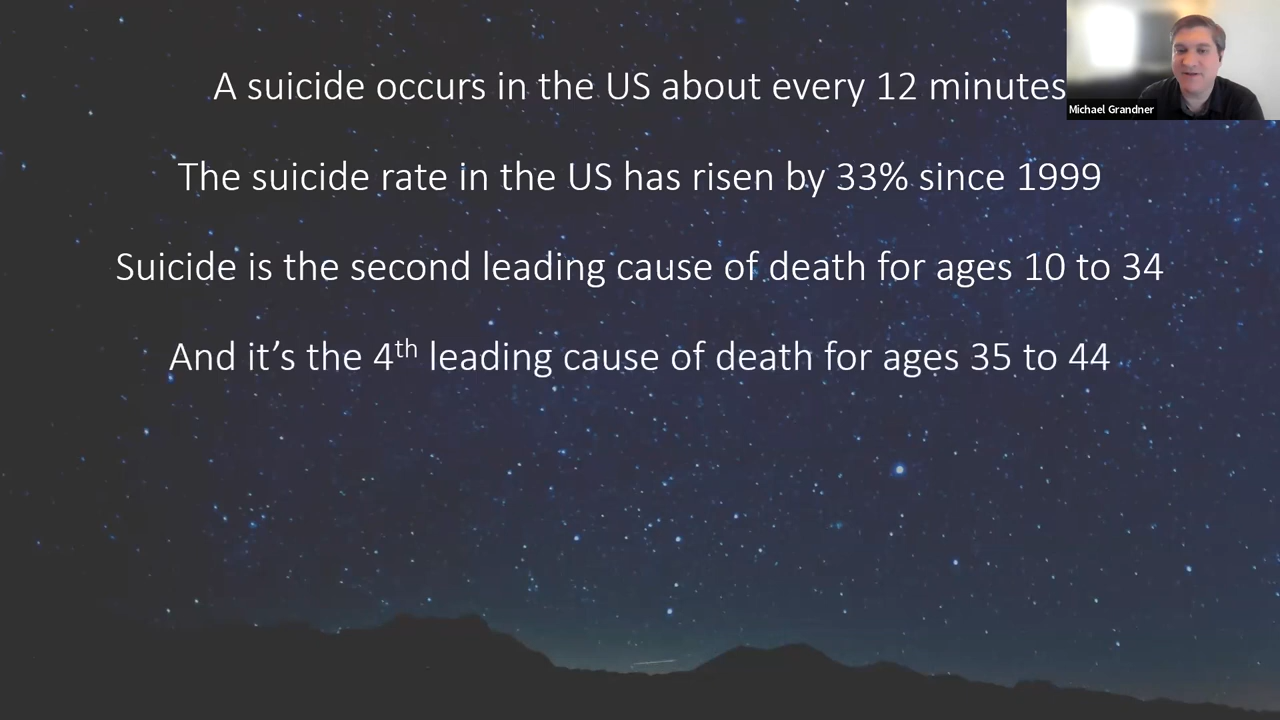 A suicide occurs in the US about every 12 minutes
Michael Grandner
The suicide rate in the US has risen by 33% since 1999
Suicide is the second leading cause of death for ages 10 to 34
And it’s the 4th leading cause of death for ages 35 to 44